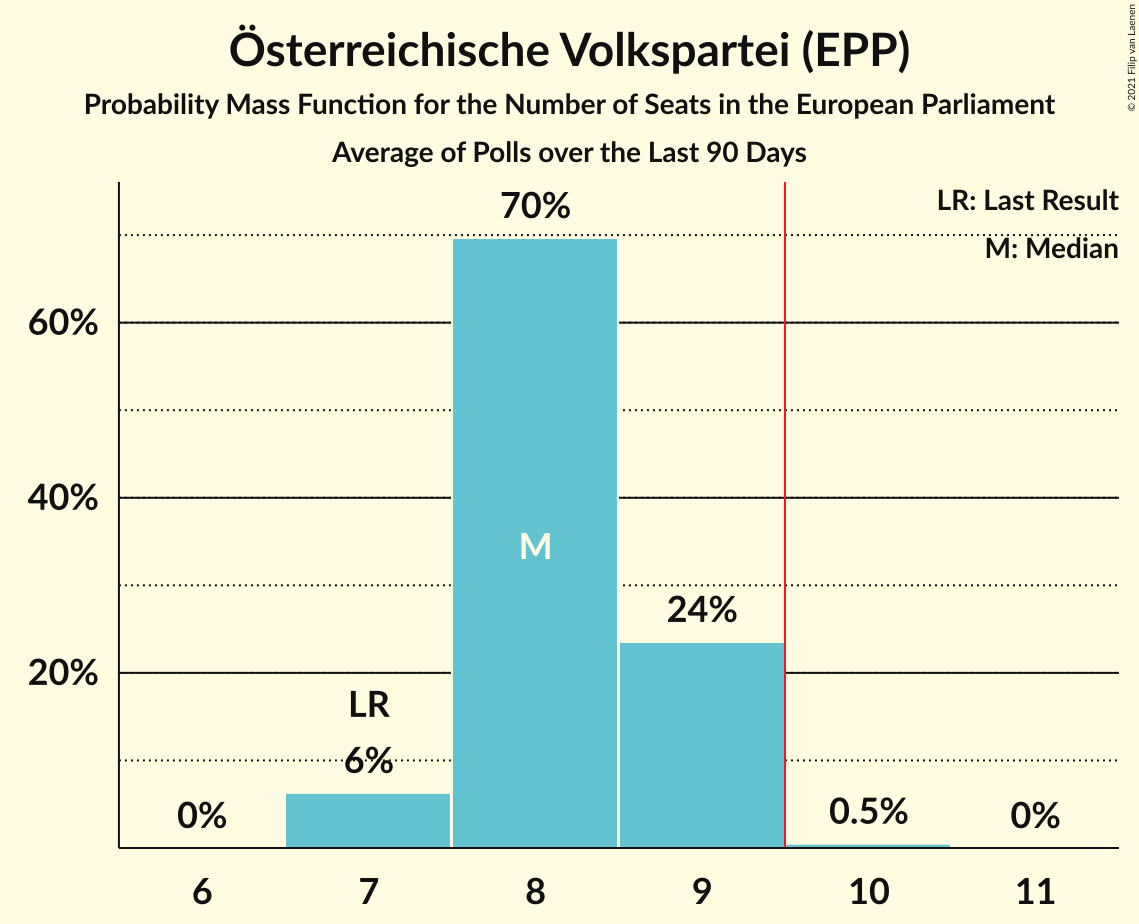 Österreichische Volkspartei (EPP)
Probability Mass Function for the Number of Seats in the European Parliament
Average of Polls over the Last 90 Days
© 2021 Filip van Laenen
LR: Last Result
M: Median
70%
60%
40%
M
24%
20%
LR
6%
0%
0.5%
0%
6 7 8 9 10 11